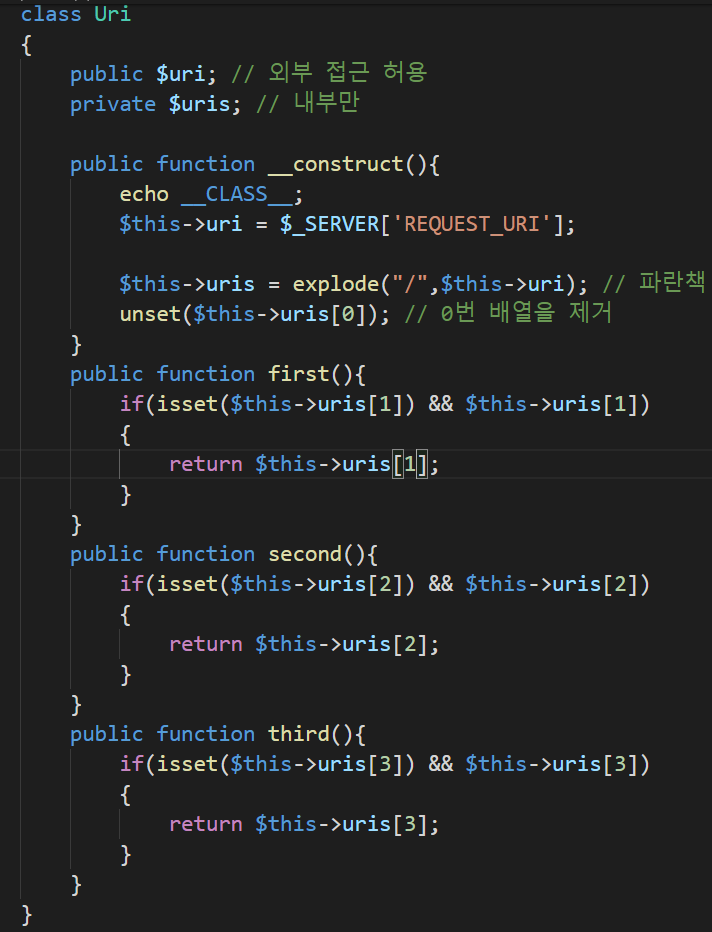 class Uri
{
    public $uri; // 외부 접근 허용
    private $uris; // 내부만

    public function __construct(){
        echo __CLASS__;
        $this->uri = $_SERVER['REQUEST_URI'];

        $this->uris = explode("/",$this->uri); // 파란책
        unset($this->uris[0]); // 0번 배열을 제거
    }
    public function first(){
        if(isset($this->uris[1]) && $this->uris[1])
        {
            return $this->uris[1];
        }
    }
    public function second(){
        if(isset($this->uris[2]) && $this->uris[2])
        {
            return $this->uris[2];
        }
    }
    public function third(){
        if(isset($this->uris[3]) && $this->uris[3])
        {
            return $this->uris[3];
        }
    }
}